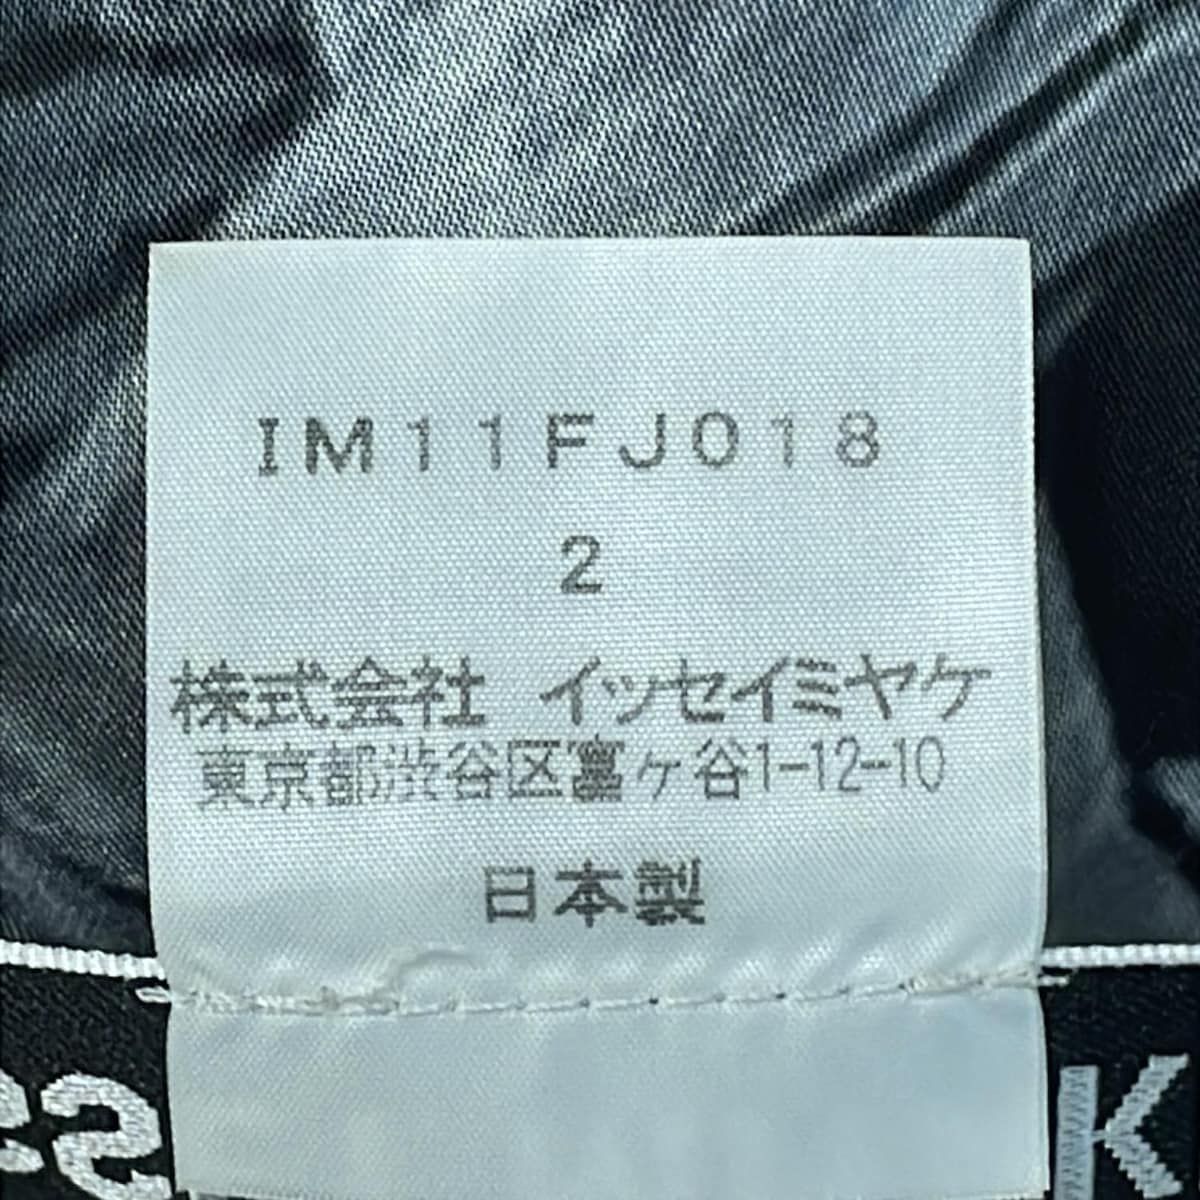 IM11FJ018
2
株式会社 イッセイミヤケ
東京都渋谷区富ヶ谷1-12-10
日本製
K